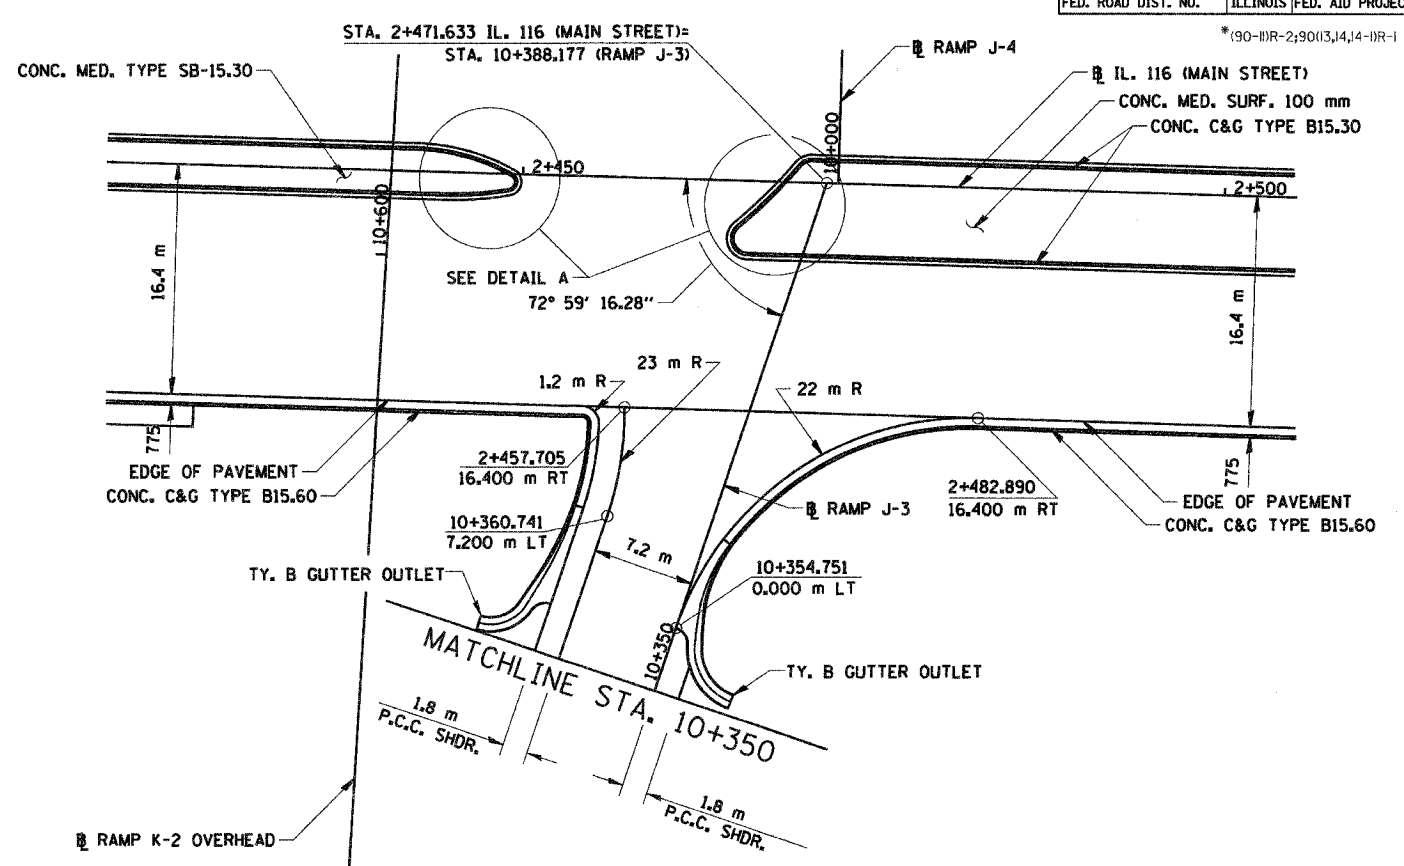 FED. ROAD DIST. NO. ILLINOIS FED. AID PROJEC
*(90-11)R-2;90(13,14,14-1)R-1
STA. 2+471.633 IL. 116 (MAIN STREET)=
STA. 10+388.177 (RAMP J-3)
℄ RAMP J-4
CONC. MED. TYPE SB-15.30
℄ IL. 116 (MAIN STREET)
CONC. MED. SURF. 100 mm
CONC. C&G TYPE B15.30
10+000
2+450
2+500
10+600
16.4 m
SEE DETAIL A
72° 59' 16.28"
16.4 m
23 m R
1.2 m R
22 m R
775
2+457.705
16.400 m RT
EDGE OF PAVEMENT
CONC. C&G TYPE B15.60
775
2+482.890
16.400 m RT
EDGE OF PAVEMENT
CONC. C&G TYPE B15.60
℄ RAMP J-3
10+360.741
7.200 m LT
7.2 m
10+354.751
0.000 m LT
TY. B GUTTER OUTLET
10+350
TY. B GUTTER OUTLET
MATCHLINE STA. 10+350
1.8 m
P.C.C. SHDR.
1.8 m
P.C.C. SHDR.
℄ RAMP K-2 OVERHEAD